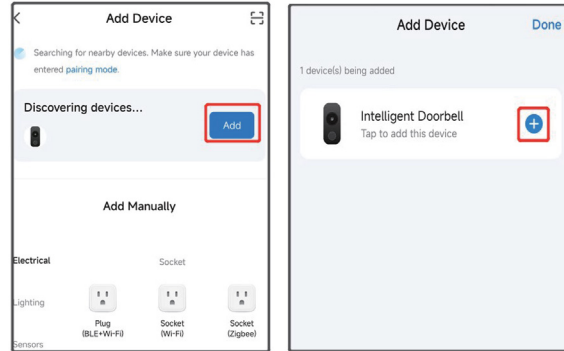 Add Device
Searching for nearby devices. Make sure your device has
entered pairing mode.
Discovering devices...
Add
Add Manually
Electrical
Socket
Lighting
Plug
(BLE+Wi-Fi)
Socket
(Wi-Fi)
Socket
(Zigbee)
Sensors
Add Device
Done
1 device(s) being added
Intelligent Doorbell
Tap to add this device